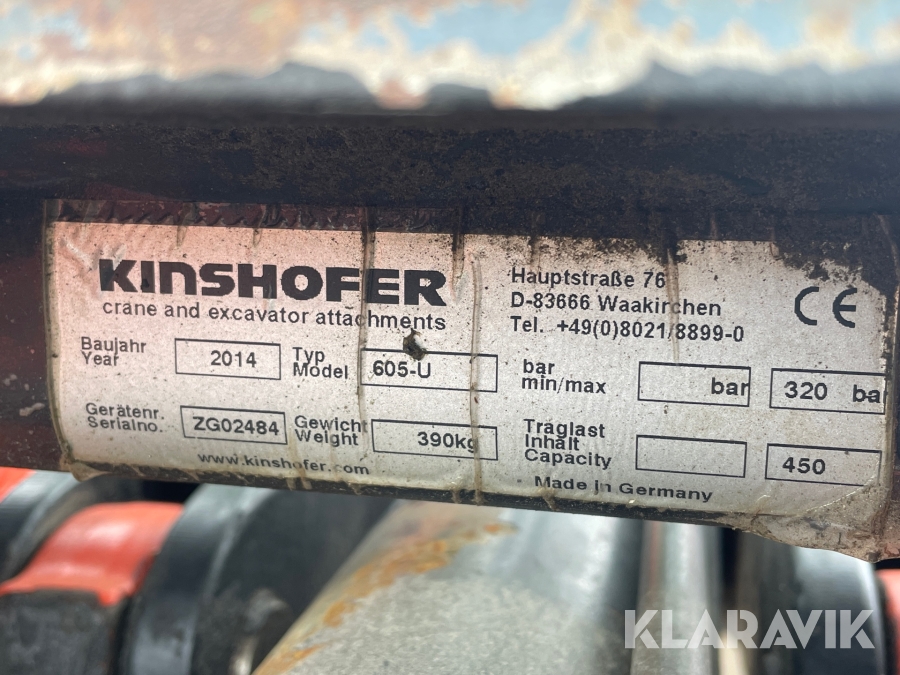 KINSHOFER
crane and excavator attachments
Hauptstraße 76
D-83666 Waakirchen
Tel. +49(0)8021/8899-0
CE
Baujahr
Year
2014
Typ
Model
605-U
bar
min/max
bar
320 bar
Gerätenr.
Serialno.
ZG02484
Gewicht
Weight
390kg
Traglast
Inhalt
Capacity
450
www.kinshofer.com
Made in Germany
KLARAVIK